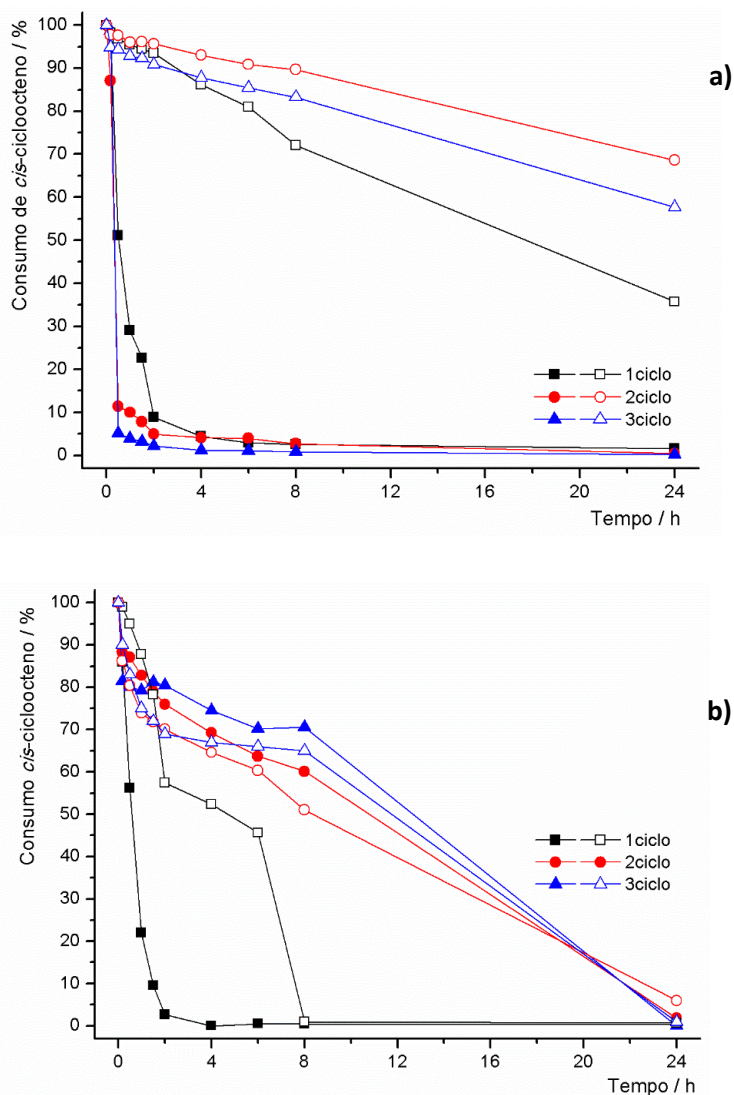 Consumo de cis-cicloocteno / %
100
90
80
70
60
50
40
30
20
10
0
0 4 8 12 16 20 24
Tempo / h
1ciclo
2ciclo
3ciclo
a)
Consumo cis-cicloocteno / %
100
90
80
70
60
50
40
30
20
10
0
0 4 8 12 16 20 24
Tempo / h
1ciclo
2ciclo
3ciclo
b)